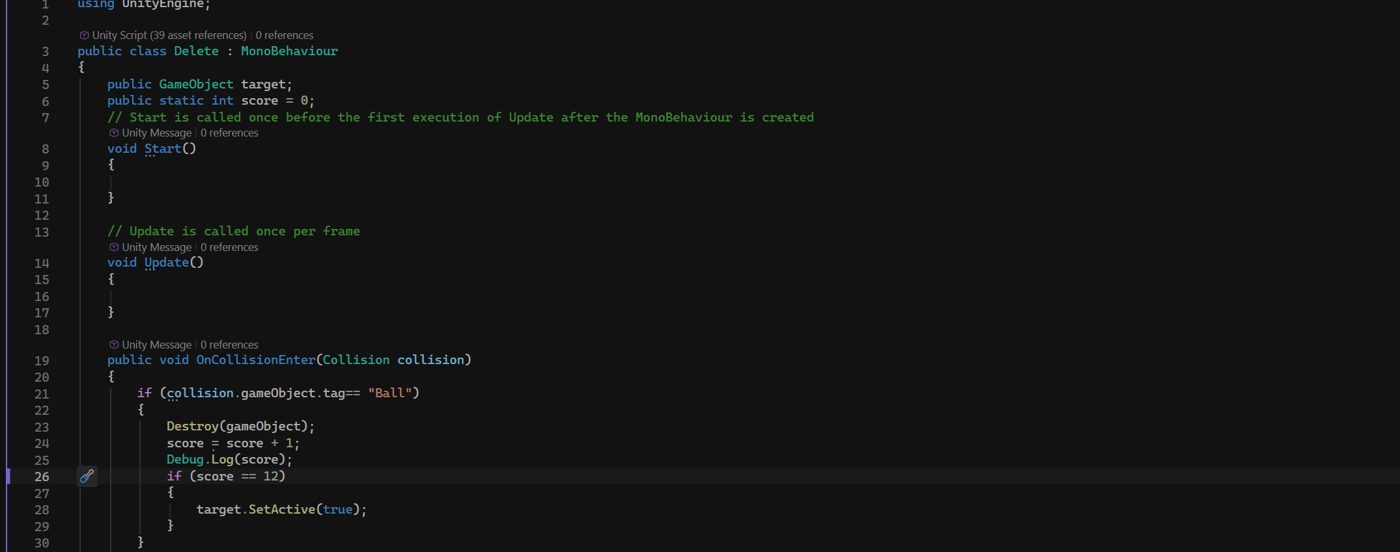 1 using UnityEngine;
2
Unity Script (39 asset references) | 0 references
3 public class Delete : MonoBehaviour
4 {
5 public GameObject target;
6 public static int score = 0;
7 // Start is called once before the first execution of Update after the MonoBehaviour is created
Unity Message | 0 references
8 void Start()
9 {
10
11 }
12
13 // Update is called once per frame
Unity Message | 0 references
14 void Update()
15 {
16
17 }
18
Unity Message | 0 references
19 public void OnCollisionEnter(Collision collision)
20 {
21 if (collision.gameObject.tag== "Ball")
22 {
23 Destroy(gameObject);
24 score = score + 1;
25 Debug.Log(score);
26 if (score == 12)
27 {
28 target.SetActive(true);
29 }
30 }